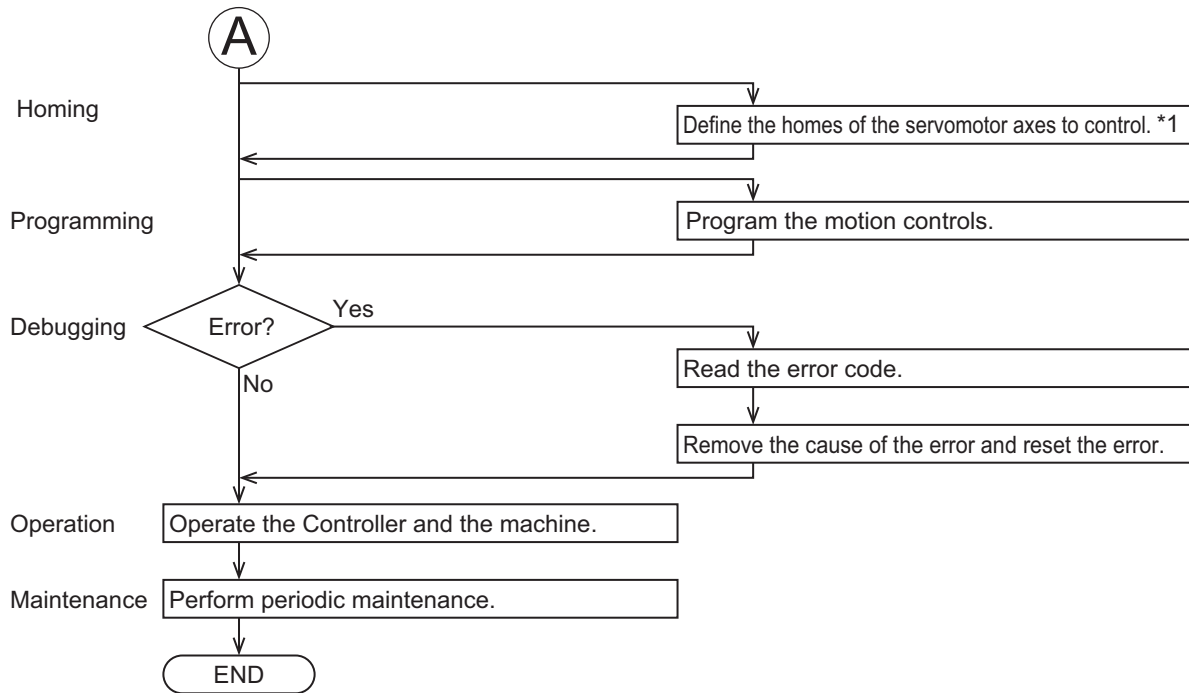 A
Homing
Define the homes of the servomotor axes to control. *1
Programming
Program the motion controls.
Debugging
Error?
Yes
No
Read the error code.
Remove the cause of the error and reset the error.
Operation
Operate the Controller and the machine.
Maintenance
Perform periodic maintenance.
END